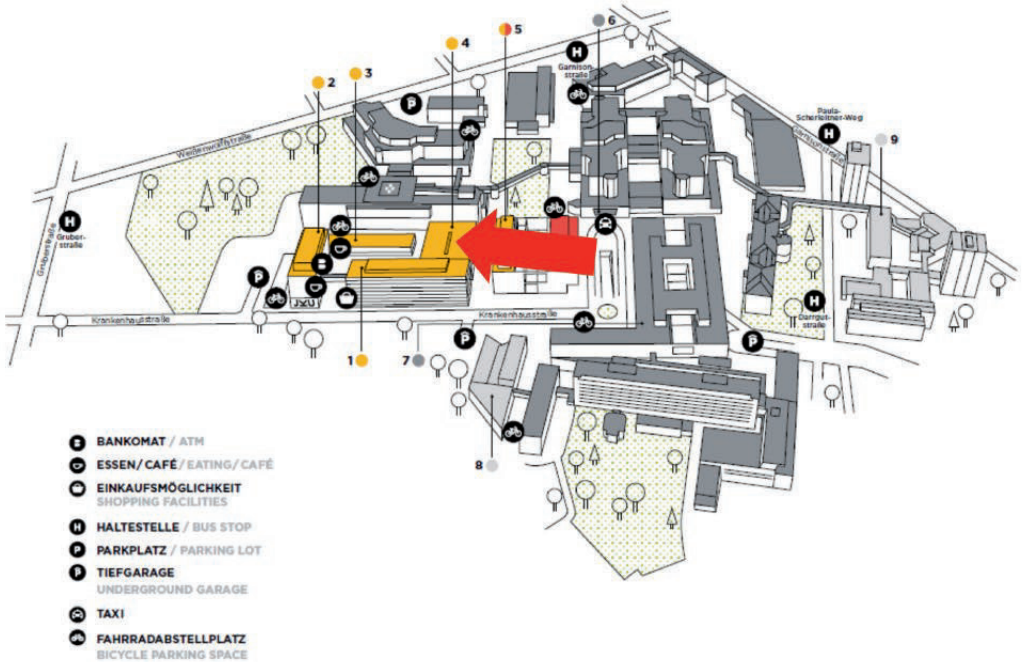 6
5
4
3
2
H
Garnison-
straße
Paula-
Scherleitner-Weg
H
Garnisonstraße
9
Weißenwolffstraße
P
H
Gruber-
straße
Gruberstraße
P
H
Darrgut-
straße
Krankenhausstraße
Krankenhausstraße
P
P
1
7
8
BANKOMAT / ATM
ESSEN/CAFÉ / EATING/CAFÉ
EINKAUFSMÖGLICHKEIT
SHOPPING FACILITIES
H HALTESTELLE / BUS STOP
P PARKPLATZ / PARKING LOT
P TIEFGARAGE
UNDERGROUND GARAGE
TAXI
FAHRRADABSTELLPLATZ
BICYCLE PARKING SPACE